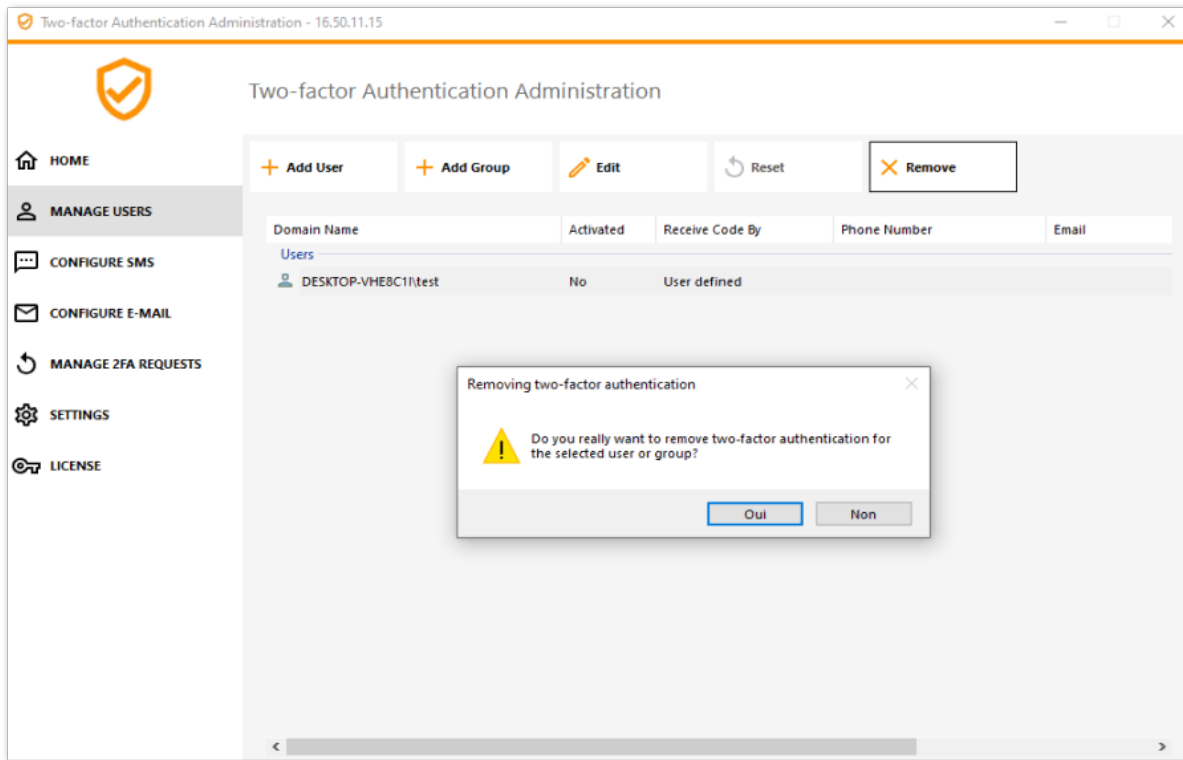 Two-factor Authentication Administration - 16.50.11.15
Two-factor Authentication Administration
HOME
MANAGE USERS
CONFIGURE SMS
CONFIGURE E-MAIL
MANAGE 2FA REQUESTS
SETTINGS
LICENSE
Add User Add Group Edit Reset Remove
Domain Name Activated Receive Code By Phone Number Email
Users
DESKTOP-VHE8C1I\test No User defined
Removing two-factor authentication
Do you really want to remove two-factor authentication for
the selected user or group?
Oui Non